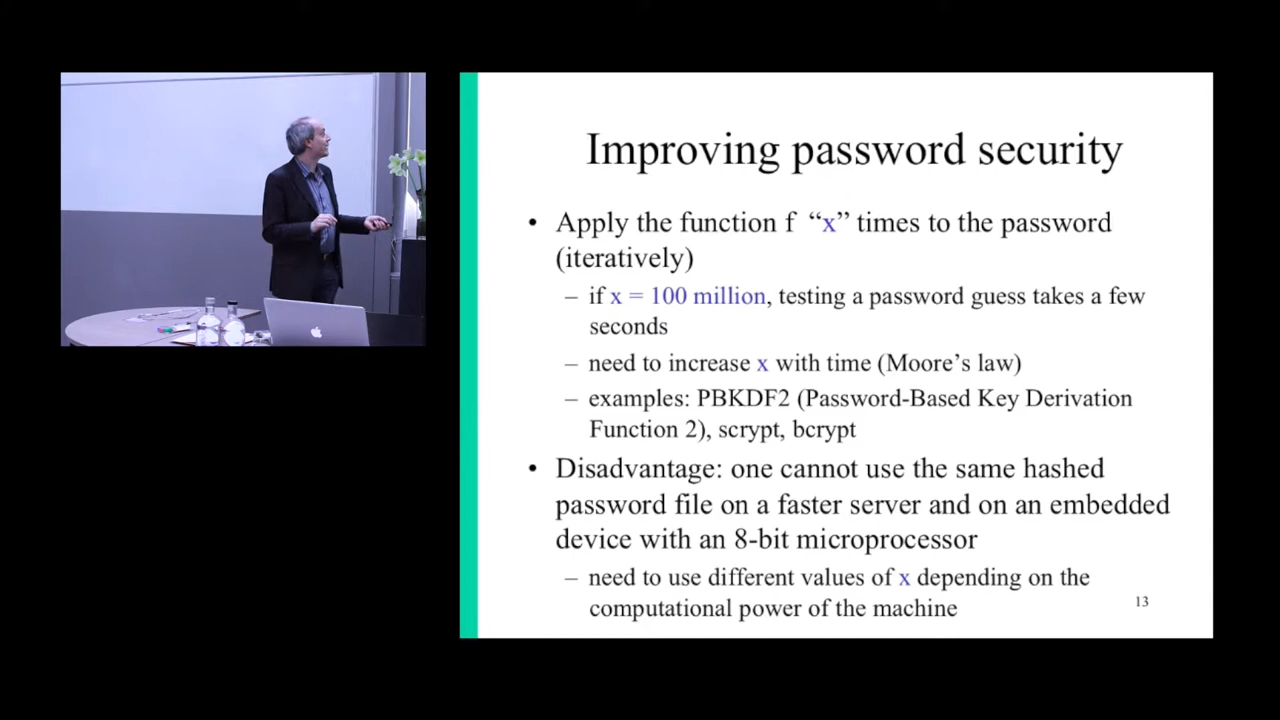 Improving password security
• Apply the function f “x” times to the password
(iteratively)
– if x = 100 million, testing a password guess takes a few
seconds
– need to increase x with time (Moore’s law)
– examples: PBKDF2 (Password-Based Key Derivation
Function 2), scrypt, bcrypt
• Disadvantage: one cannot use the same hashed
password file on a faster server and on an embedded
device with an 8-bit microprocessor
– need to use different values of x depending on the
computational power of the machine
13